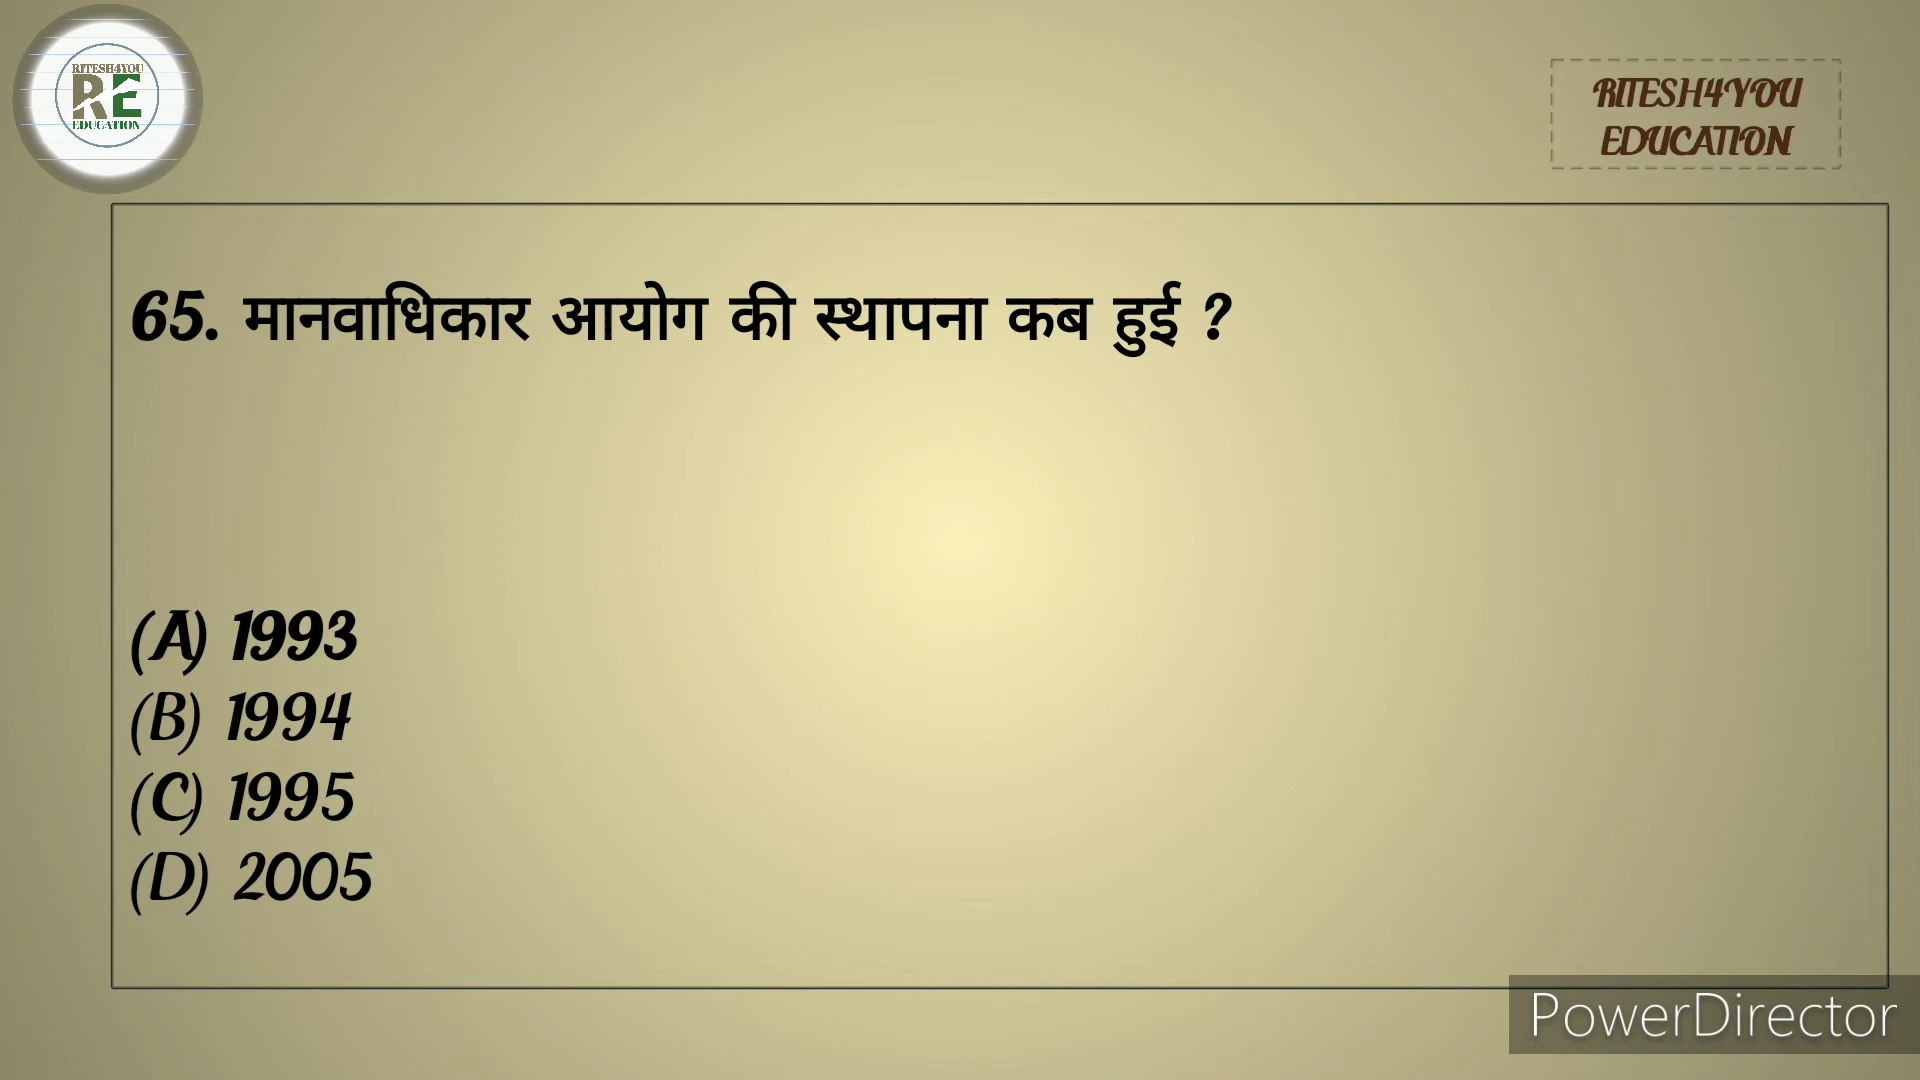 RITESH4YOU
RE
EDUCATION
RITESH4YOU
EDUCATION
65. मानवाधिकार आयोग की स्थापना कब हुई ?
(A) 1993
(B) 1994
(C) 1995
(D) 2005
PowerDirector